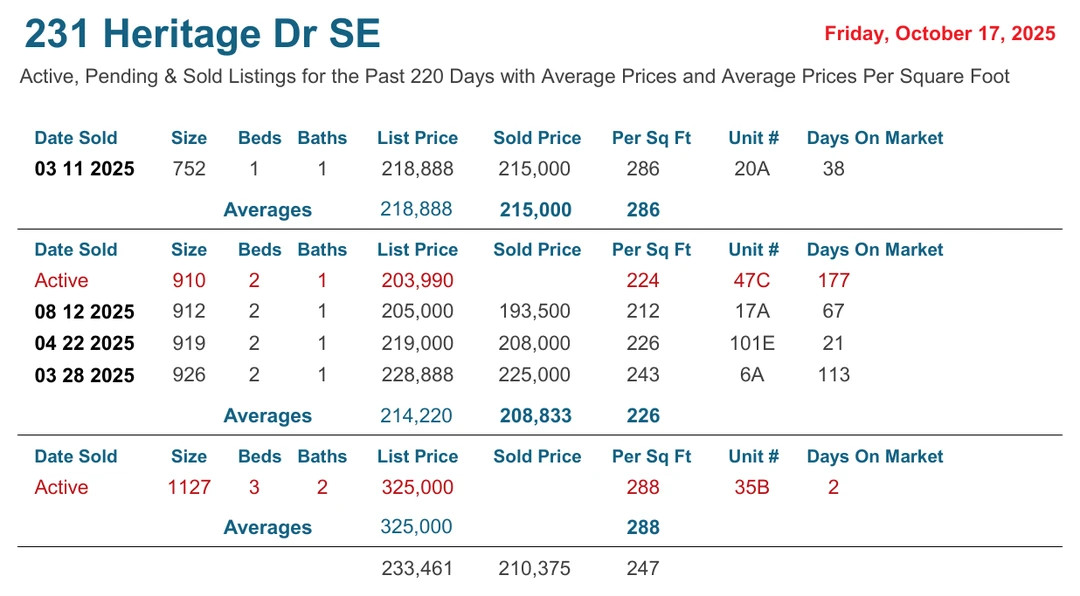 231 Heritage Dr SE
Friday, October 17, 2025
Active, Pending & Sold Listings for the Past 220 Days with Average Prices and Average Prices Per Square Foot
Date Sold Size Beds Baths List Price Sold Price Per Sq Ft Unit # Days On Market
03 11 2025 752 1 1 218,888 215,000 286 20A 38
Averages 218,888 215,000 286
Date Sold Size Beds Baths List Price Sold Price Per Sq Ft Unit # Days On Market
Active 910 2 1 203,990 224 47C 177
08 12 2025 912 2 1 205,000 193,500 212 17A 67
04 22 2025 919 2 1 219,000 208,000 226 101E 21
03 28 2025 926 2 1 228,888 225,000 243 6A 113
Averages 214,220 208,833 226
Date Sold Size Beds Baths List Price Sold Price Per Sq Ft Unit # Days On Market
Active 1127 3 2 325,000 288 35B 2
Averages 325,000 288
233,461 210,375 247